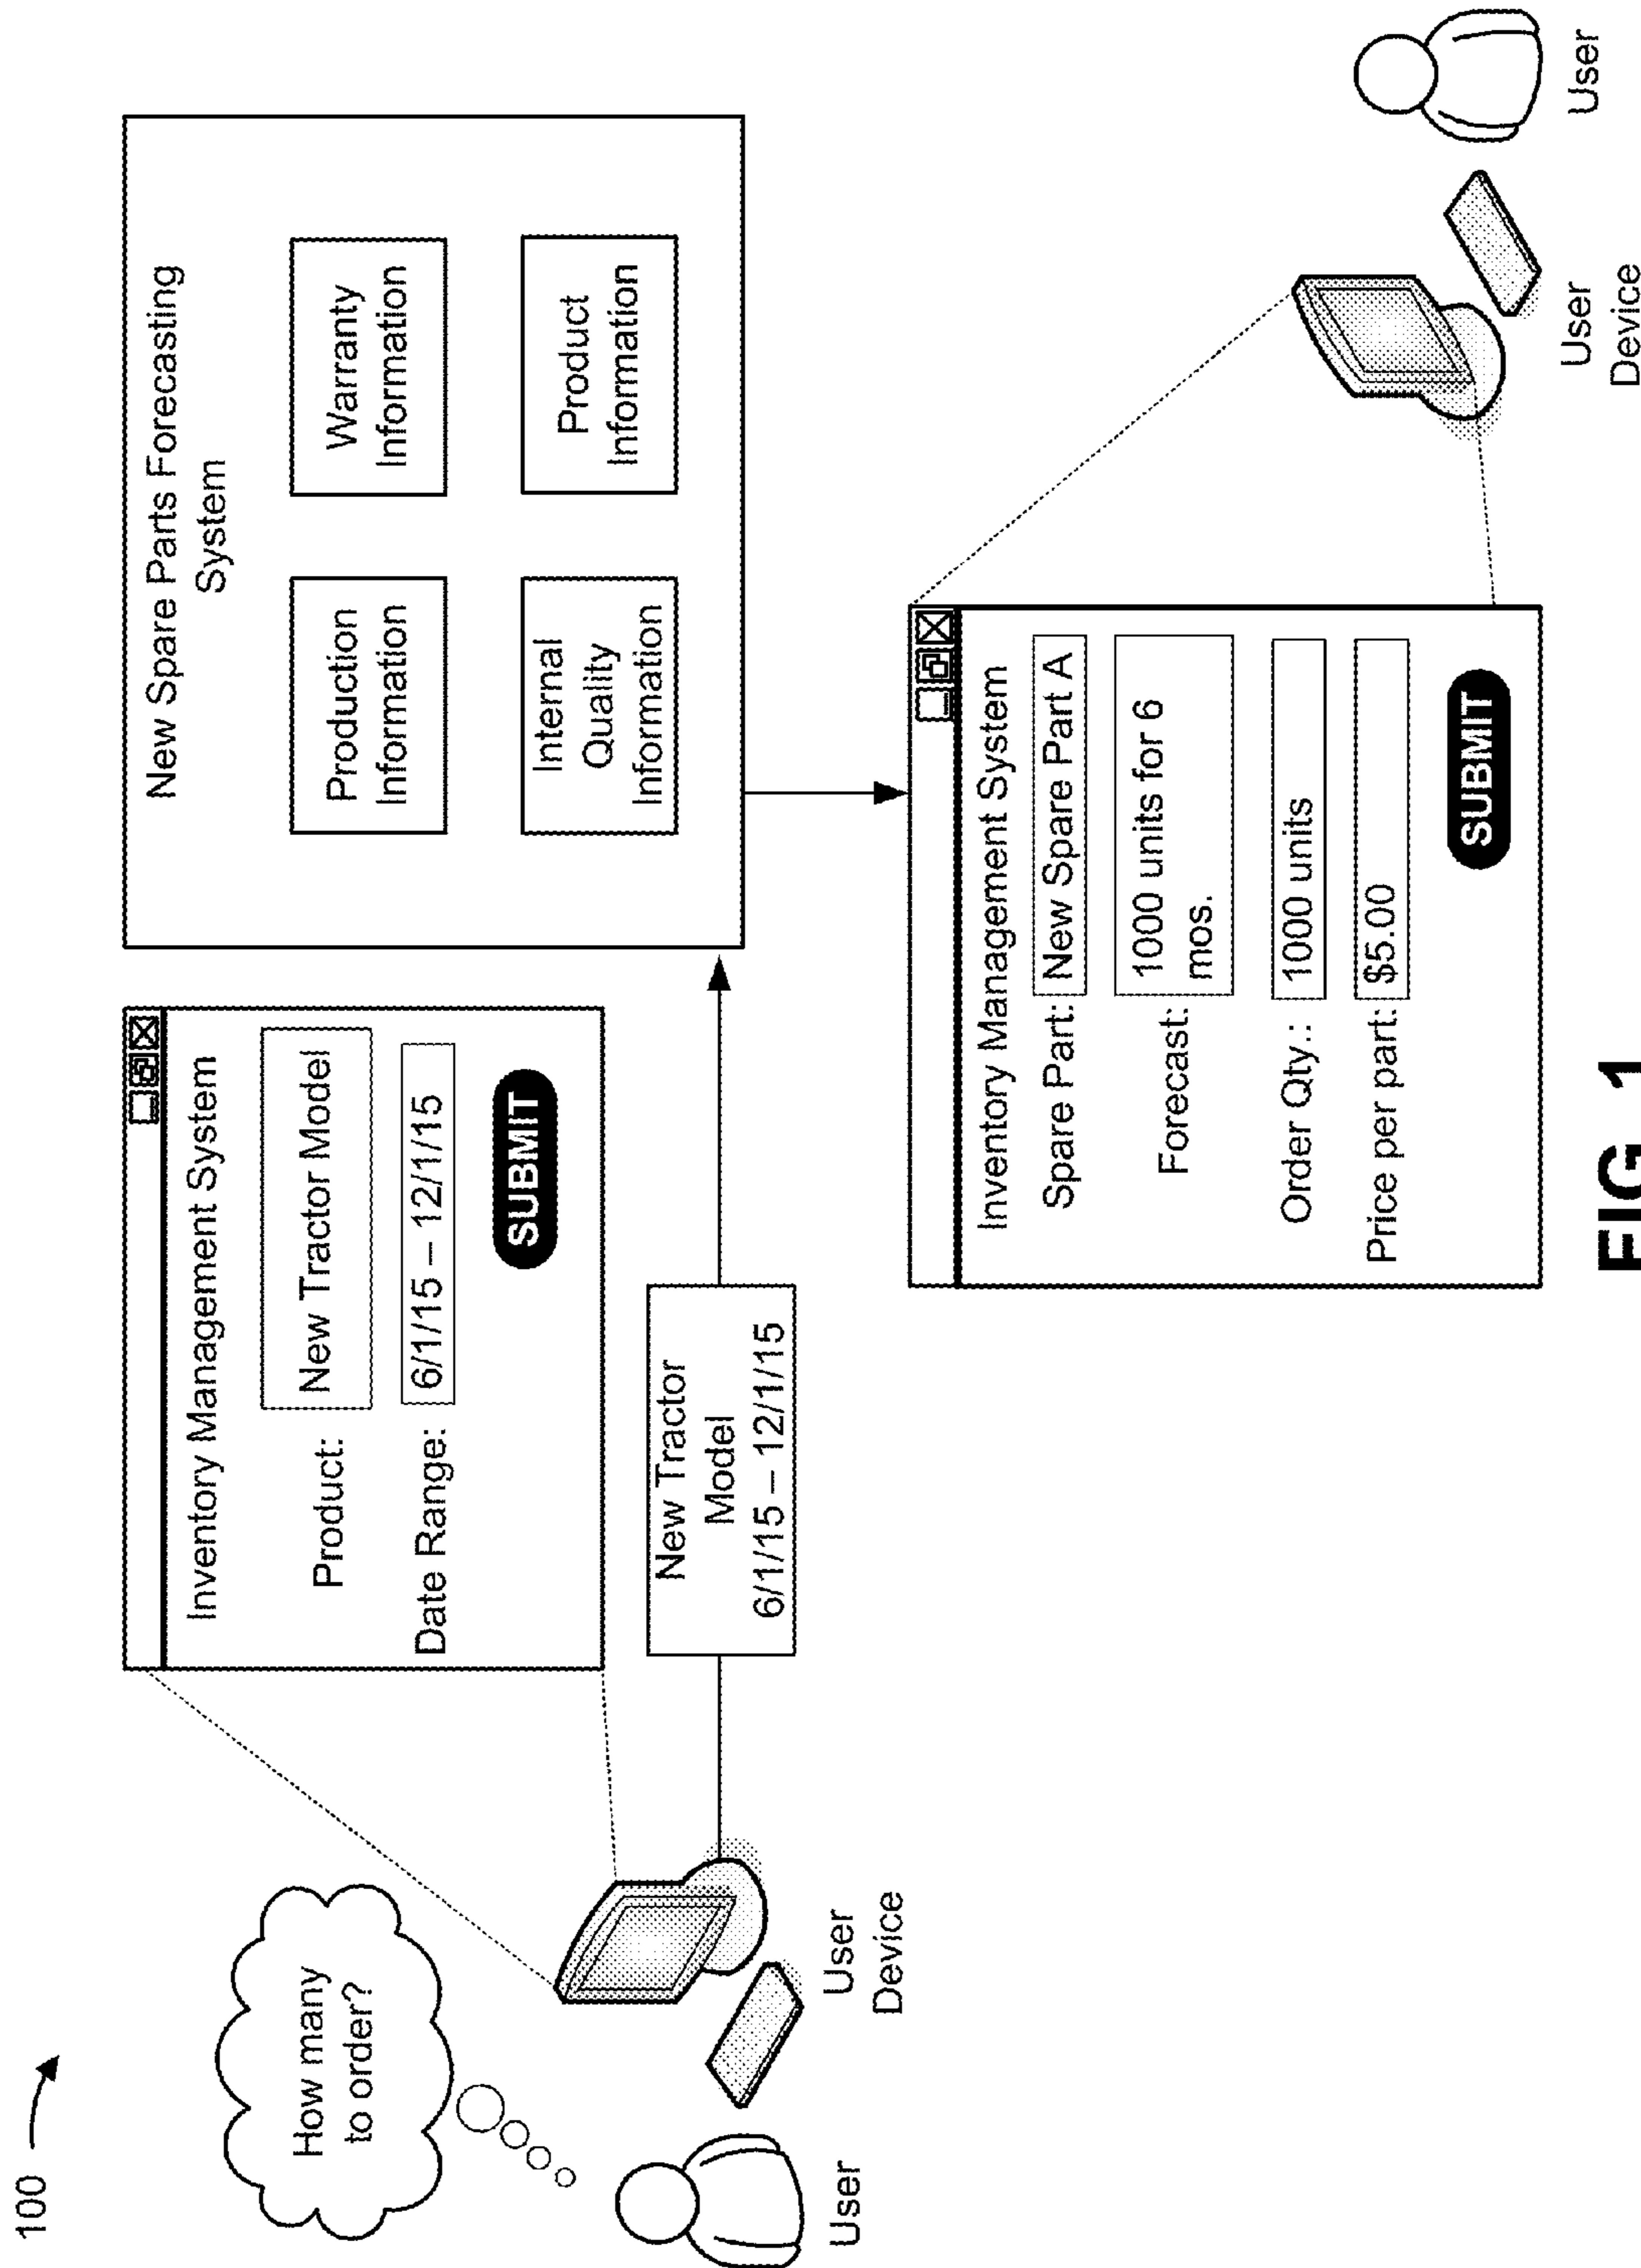 100
How many
to order?
User
User
Device
Inventory Management System
Product: New Tractor Model
Date Range: 6/1/15 – 12/1/15
SUBMIT
New Tractor
Model
6/1/15 – 12/1/15
New Spare Parts Forecasting
System
Production
Information
Warranty
Information
Internal
Quality
Information
Product
Information
Inventory Management System
Spare Part: New Spare Part A
Forecast: 1000 units for 6
mos.
Order Qty.: 1000 units
Price per part: $5.00
SUBMIT
User
Device
User
FIG. 1